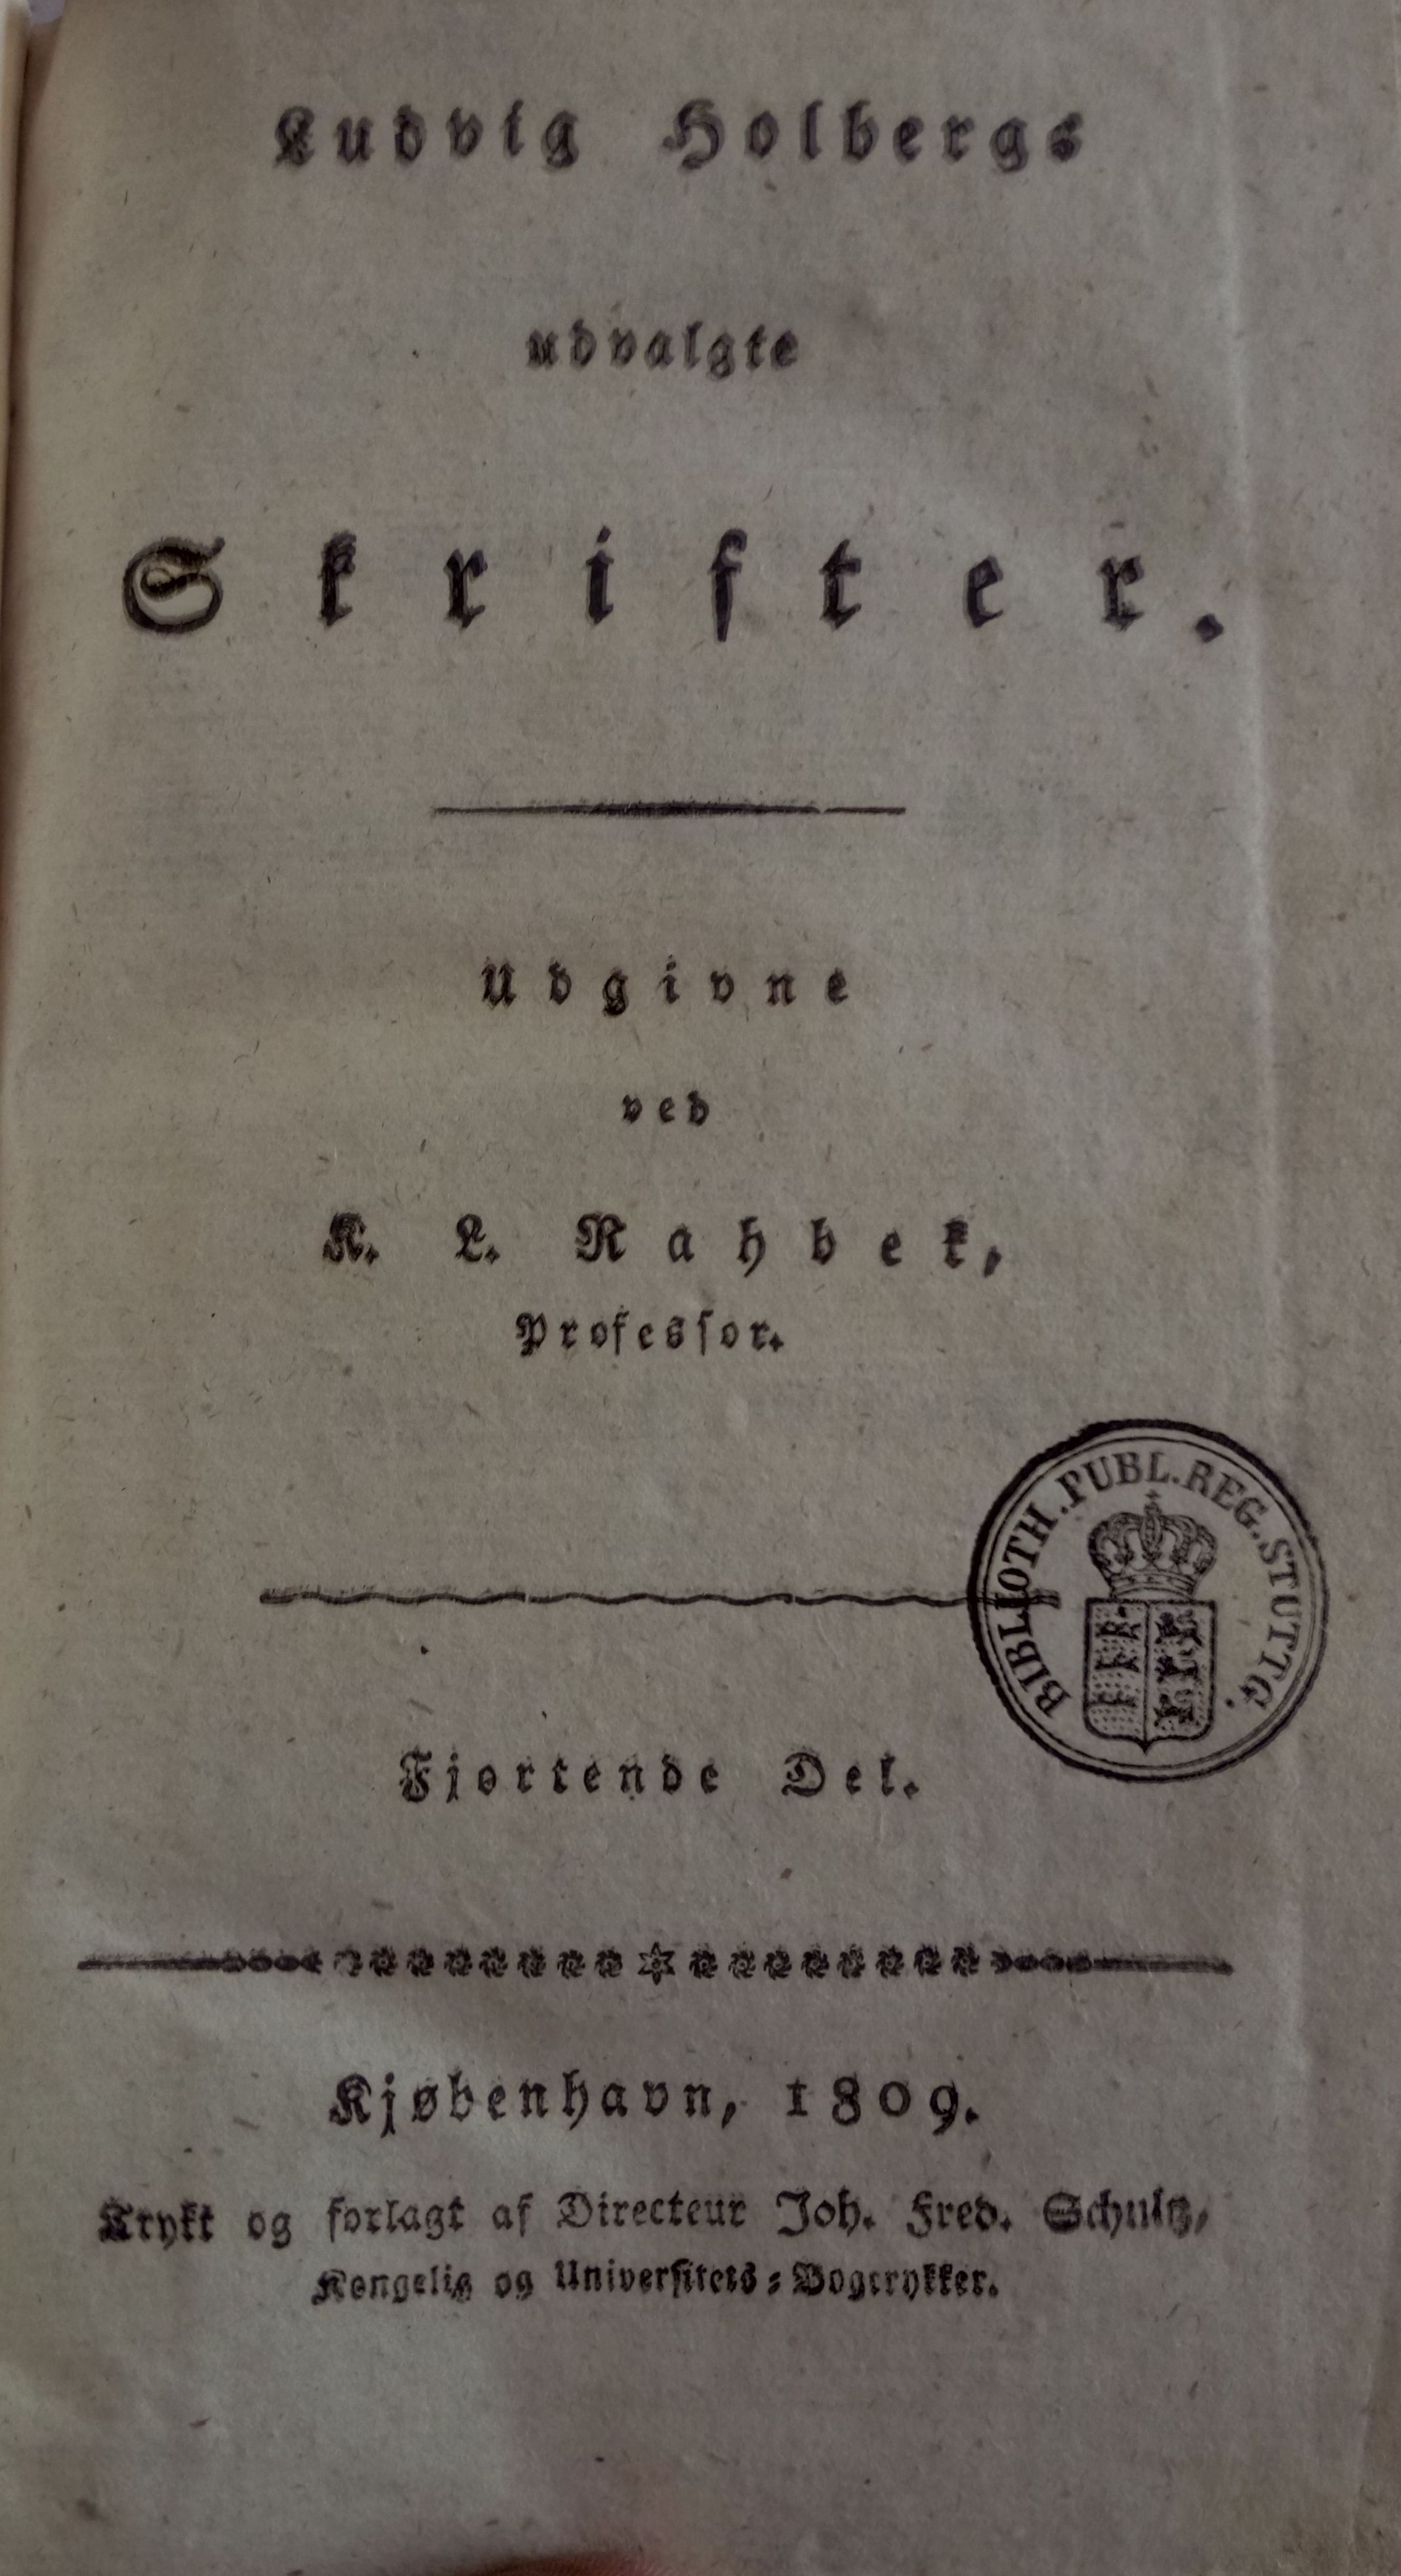 Ludvig Holbergs
udvalgte
Skrifter.
Udgivne
ved
K. L. Rahbek,
Professor.
BIBLIOTH.PUBL.REG.STUTTG.
Fjortende Del.
Kjøbenhavn, 1809.
Trykt og forlagt af Directeur Joh. Fred. Schultz,
Kongelig og Universitets-Bogtrykker.